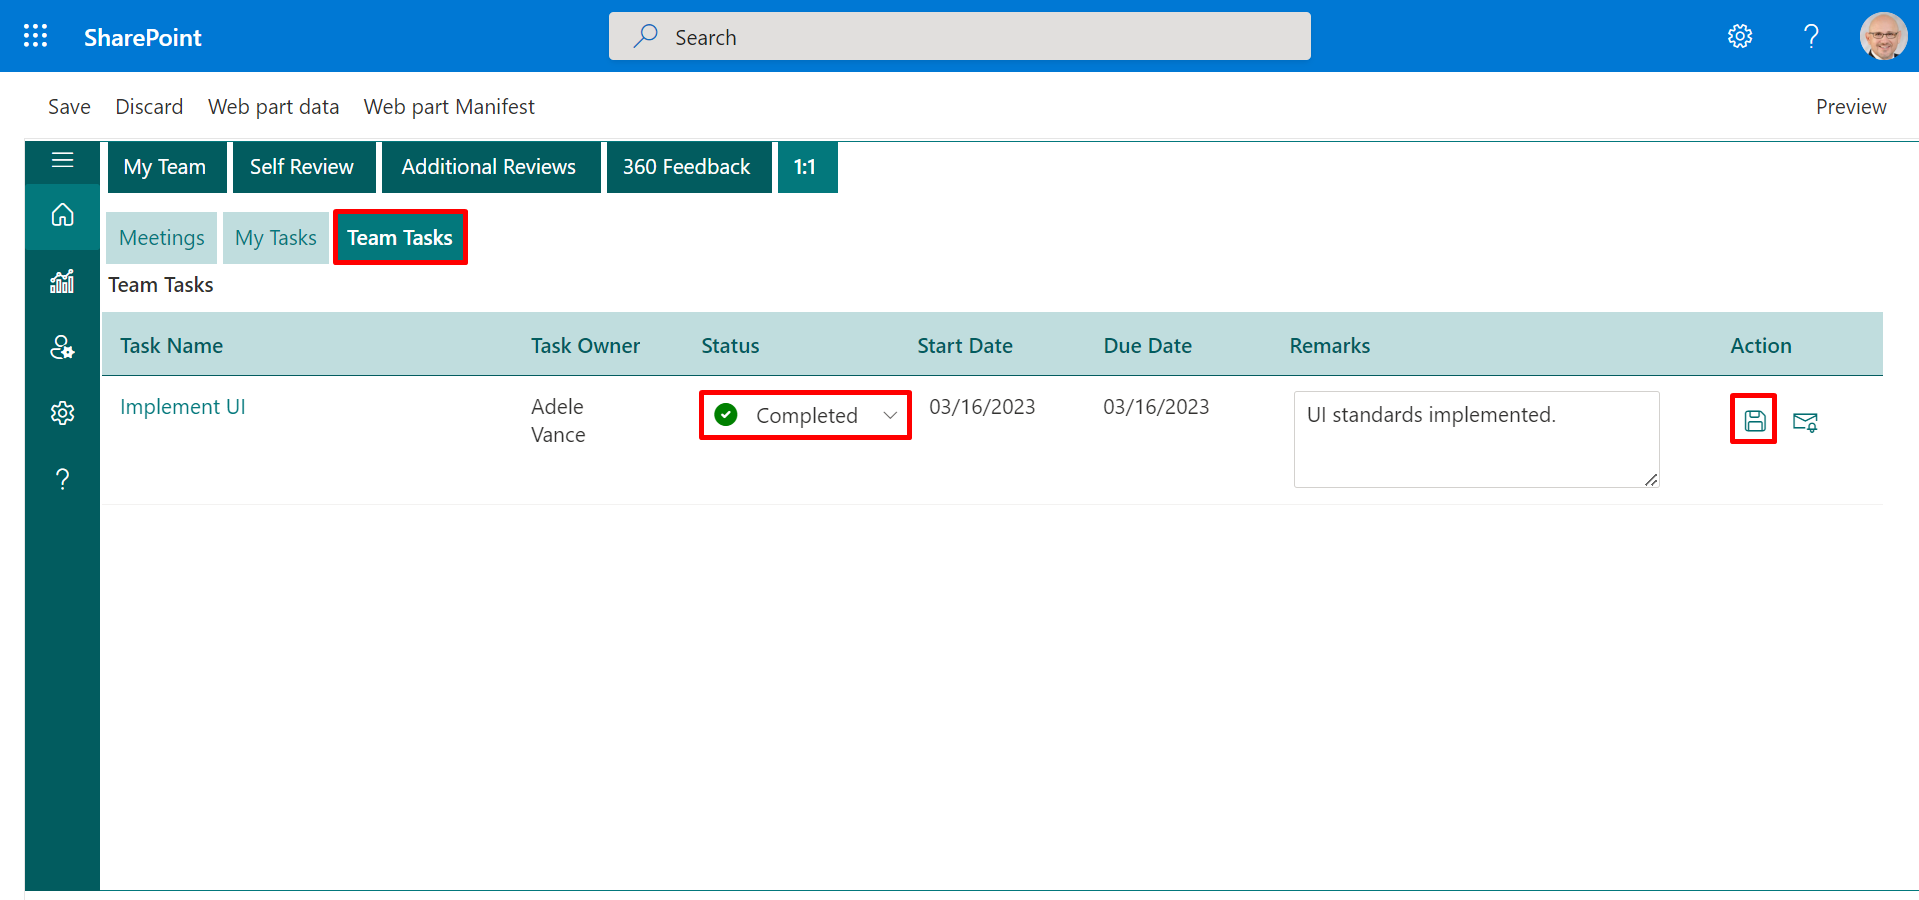 SharePoint
Search
Save Discard Web part data Web part Manifest Preview
My Team Self Review Additional Reviews 360 Feedback 1:1
Meetings My Tasks Team Tasks
Team Tasks
Task Name Task Owner Status Start Date Due Date Remarks Action
Implement UI Adele Vance Completed 03/16/2023 03/16/2023 UI standards implemented.